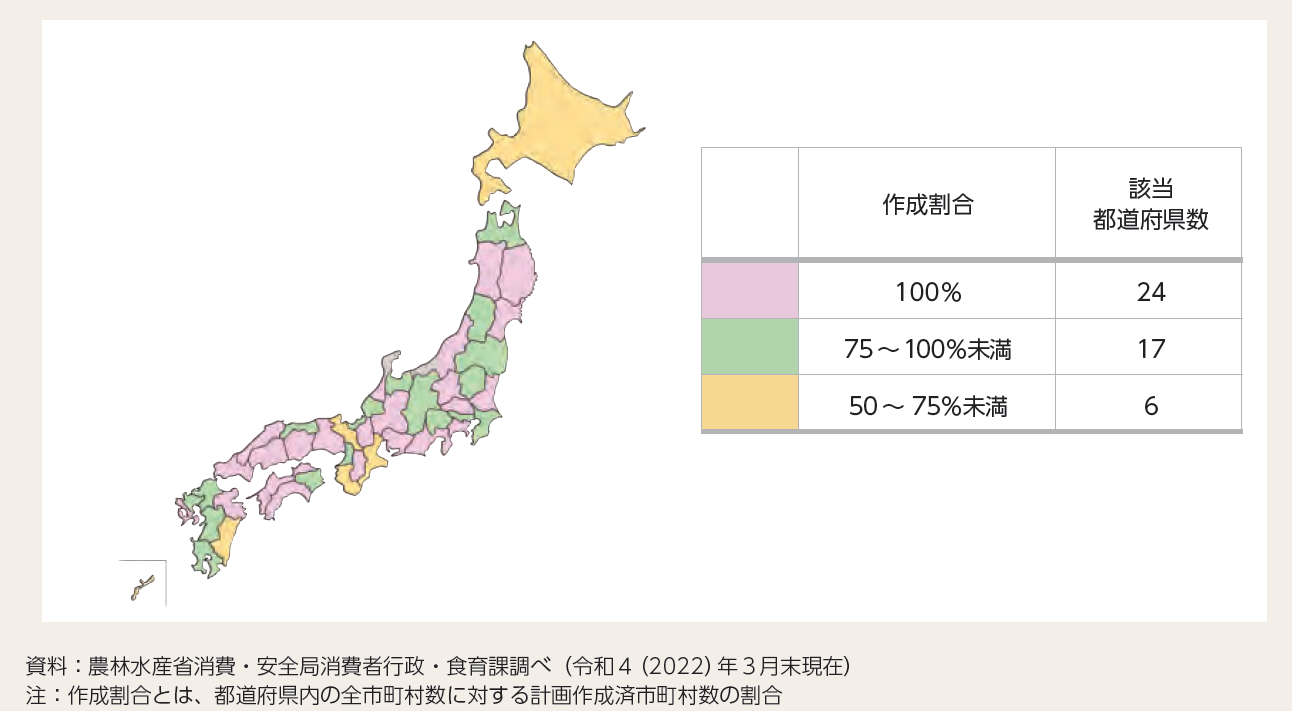 作成割合
該当
都道府県数
100%
24
75～100%未満
17
50～75%未満
6
資料：農林水産省消費・安全局消費者行政・食育課調べ（令和４(2022)年３月末現在）
注：作成割合とは、都道府県内の全市町村数に対する計画作成済市町村数の割合